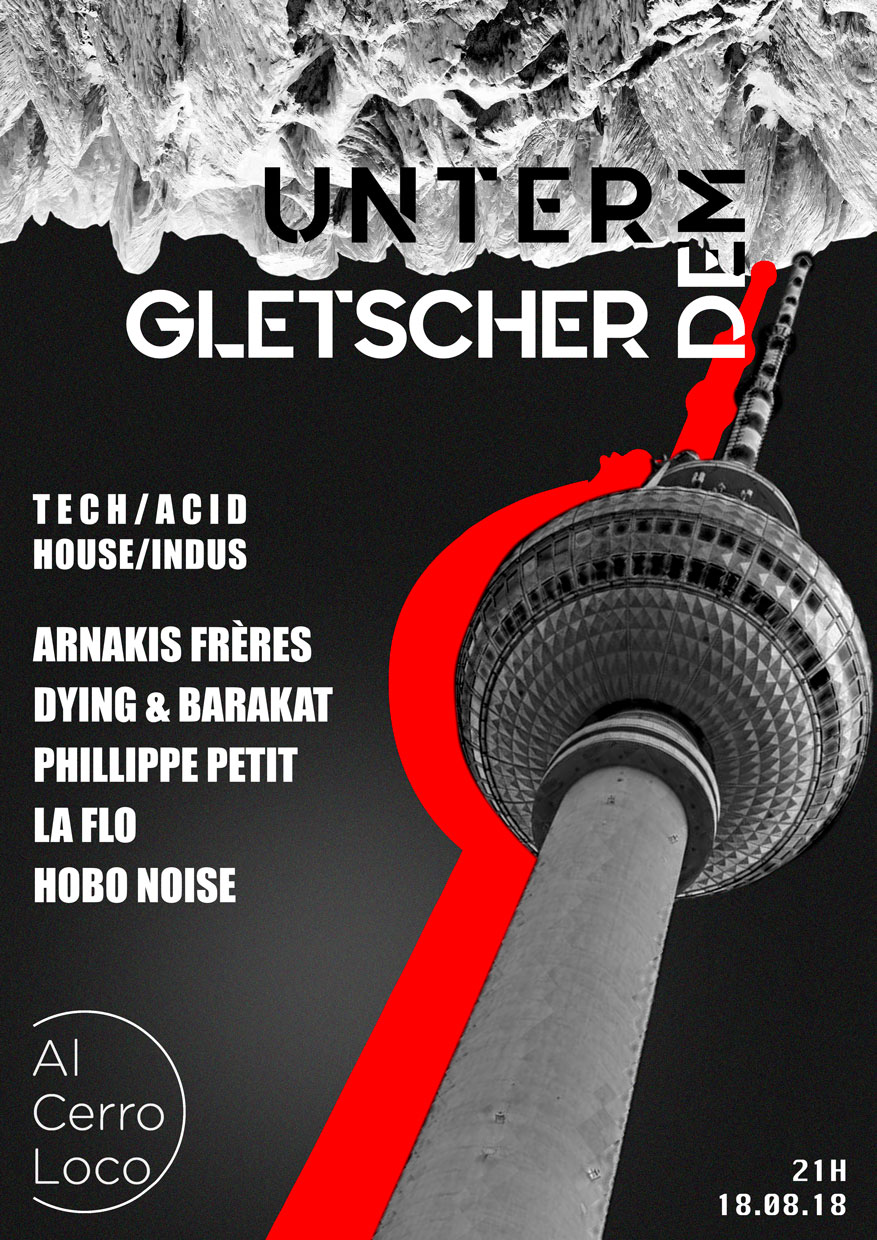 UNTER
DEM
GLETSCHER
TECH/ACID
HOUSE/INDUS
ARNAKIS FRÈRES
DYING & BARAKAT
PHILLIPPE PETIT
LA FLO
HOBO NOISE
Al
Cerro
Loco
21H
18.08.18